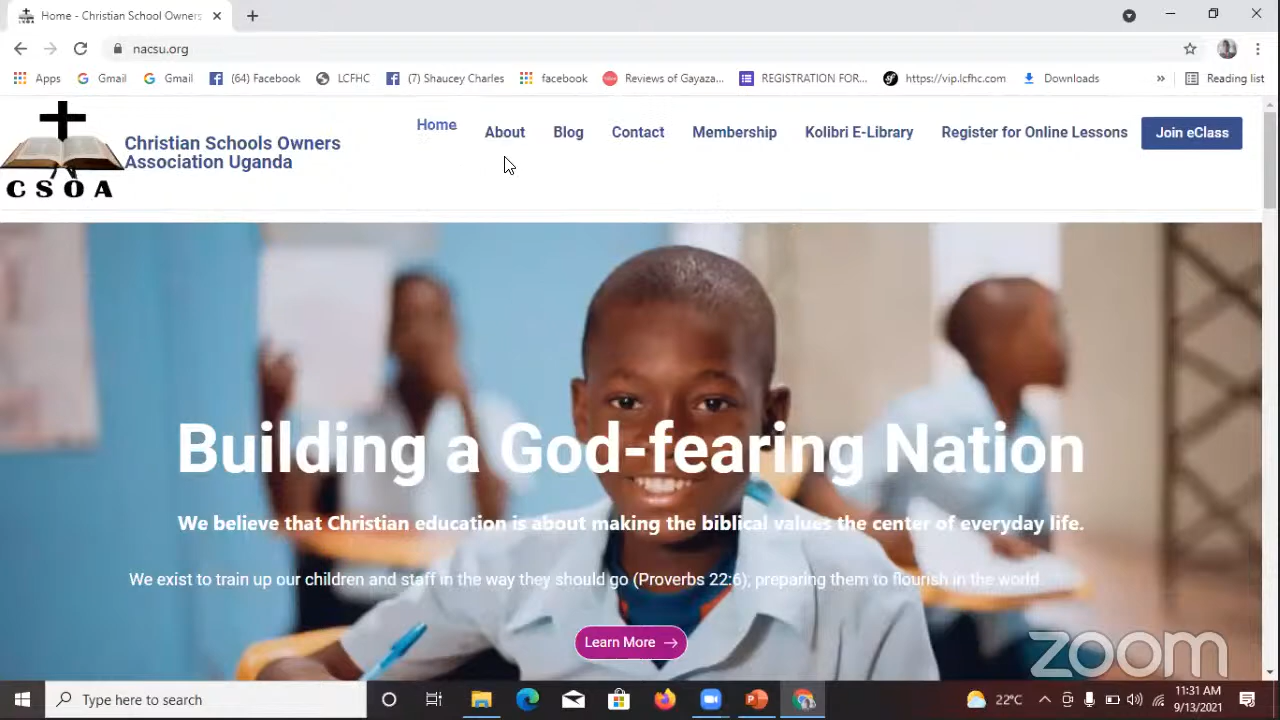 Home - Christian School Owners
nacsu.org
Apps
Gmail
Gmail
(64) Facebook
LCFHC
(7) Shaucey Charles
facebook
Reviews of Gayaza...
REGISTRATION FOR...
https://vip.lcfhc.com
Downloads
»
Reading list
CSOA
Christian Schools Owners
Association Uganda
Home
About
Blog
Contact
Membership
Kolibri E-Library
Register for Online Lessons
Join eClass
Building a God-fearing Nation
We believe that Christian education is about making the biblical values the center of everyday life.
We exist to train up our children and staff in the way they should go (Proverbs 22:6), preparing them to flourish in the world.
Learn More →
zoom
Type here to search
22°C
11:31 AM
9/13/2021